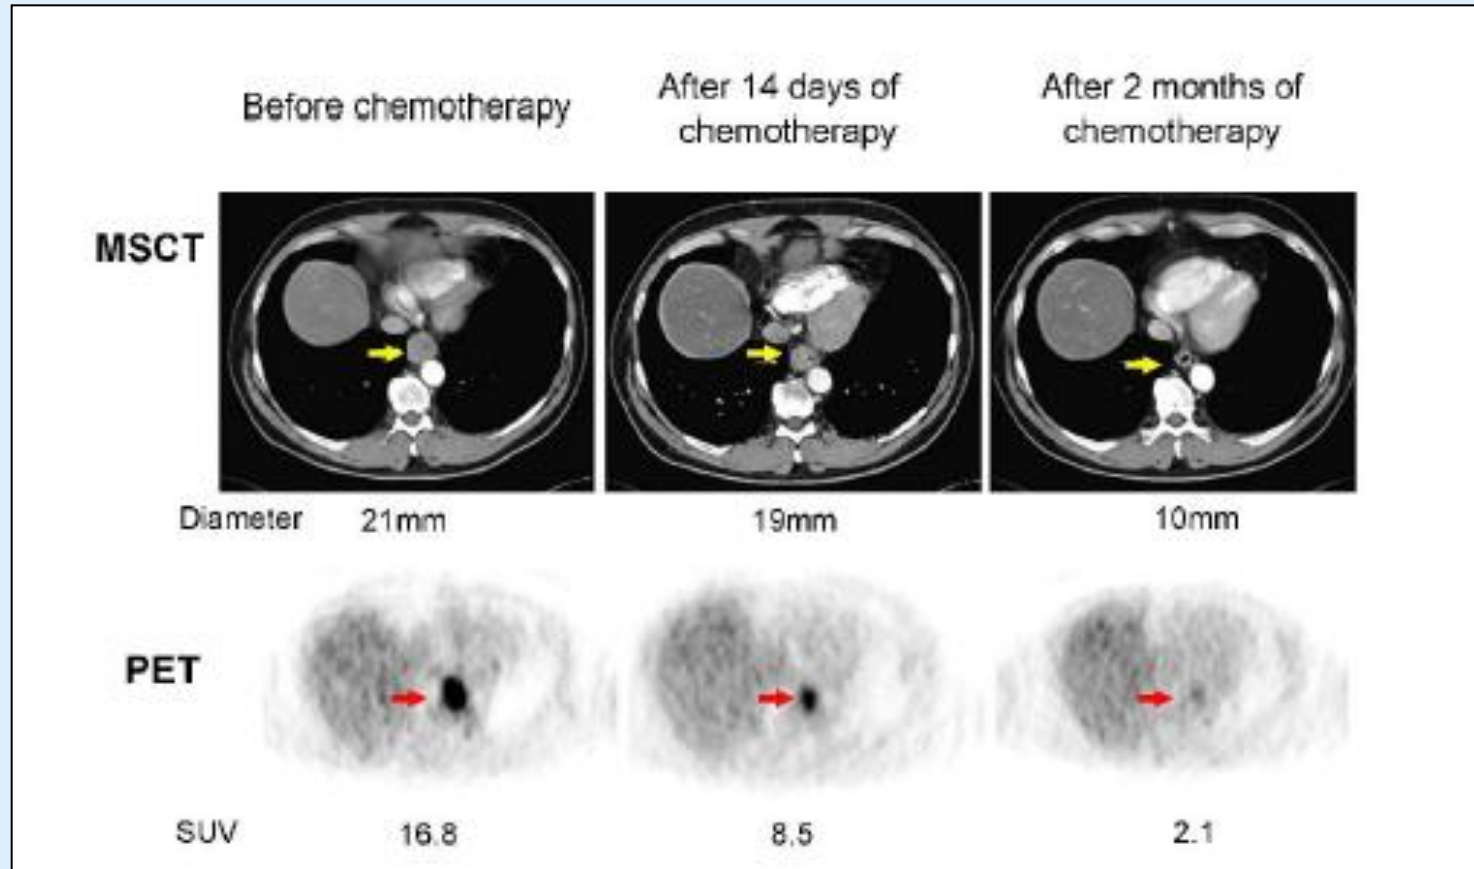 Before chemotherapy
After 14 days of
chemotherapy
After 2 months of
chemotherapy
MSCT
Diameter 21mm 19mm 10mm
PET
SUV 16.8 8.5 2.1